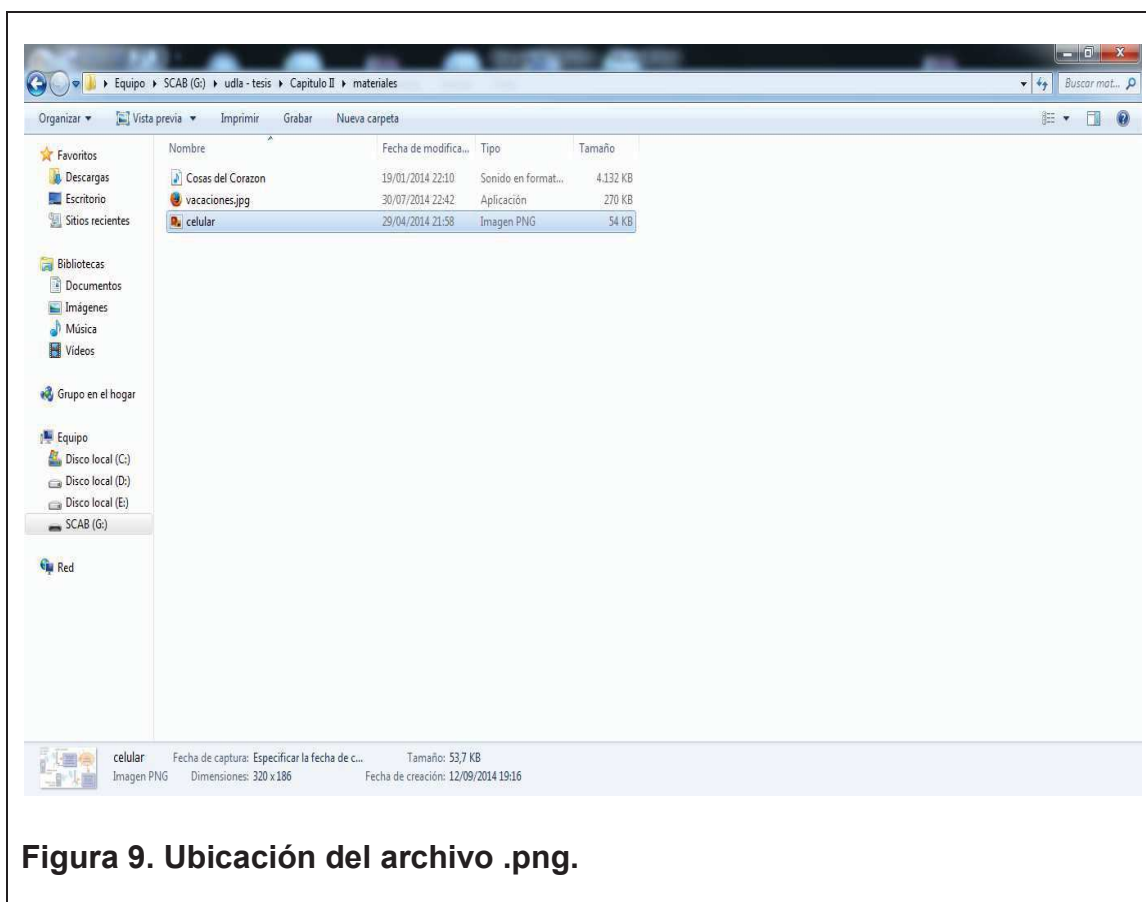 Equipo ▸ SCAB (G:) ▸ udla - tesis ▸ Capitulo II ▸ materiales Buscar mat...
Organizar Vista previa Imprimir Grabar Nueva carpeta
Nombre Fecha de modifica... Tipo Tamaño
Favoritos
Descargas
Escritorio
Sitios recientes
Bibliotecas
Documentos
Imágenes
Música
Vídeos
Grupo en el hogar
Equipo
Disco local (C:)
Disco local (D:)
Disco local (E:)
SCAB (G:)
Red
Cosas del Corazon 19/01/2014 22:10 Sonido en format... 4.132 KB
vacaciones.jpg 30/07/2014 22:42 Aplicación 270 KB
celular 29/04/2014 21:58 Imagen PNG 54 KB
celular Fecha de captura: Especificar la fecha de c... Tamaño: 53,7 KB
Imagen PNG Dimensiones: 320 x 186 Fecha de creación: 12/09/2014 19:16
Figura 9. Ubicación del archivo .png.